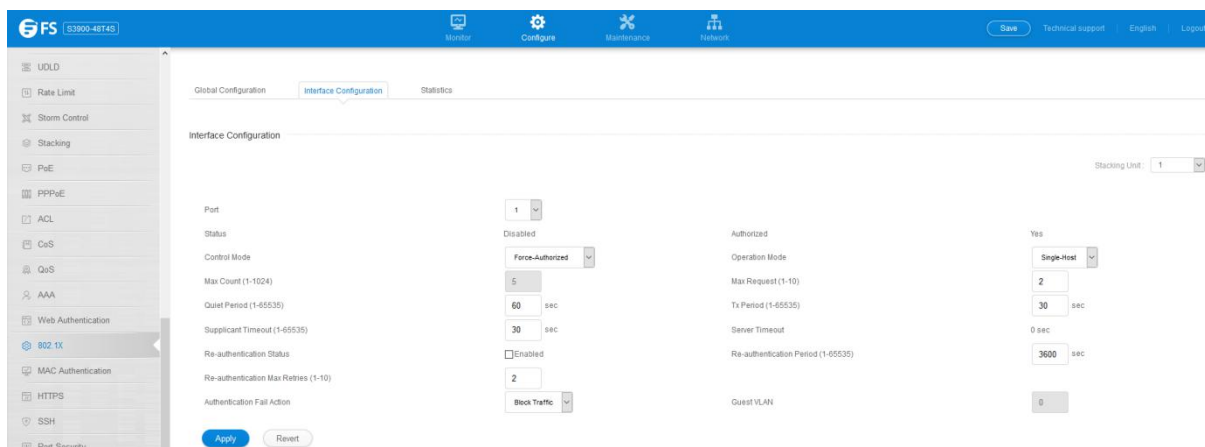 FS S3900-48T4S
Monitor Configure Maintenance Network
Save Technical support English Logout
UDLD
Rate Limit
Storm Control
Stacking
PoE
PPPoE
ACL
CoS
QoS
AAA
Web Authentication
802.1X
MAC Authentication
HTTPS
SSH
Port Security
Global Configuration Interface Configuration Statistics
Interface Configuration
Stacking Unit : 1
Port 1
Status Disabled Authorized Yes
Control Mode Force-Authorized Operation Mode Single-Host
Max Count (1-1024) 5 Max Request (1-10) 2
Quiet Period (1-65535) 60 sec Tx Period (1-65535) 30 sec
Supplicant Timeout (1-65535) 30 sec Server Timeout 0 sec
Re-authentication Status Enabled Re-authentication Period (1-65535) 3600 sec
Re-authentication Max Retries (1-10) 2
Authentication Fail Action Block Traffic Guest VLAN 0
Apply Revert